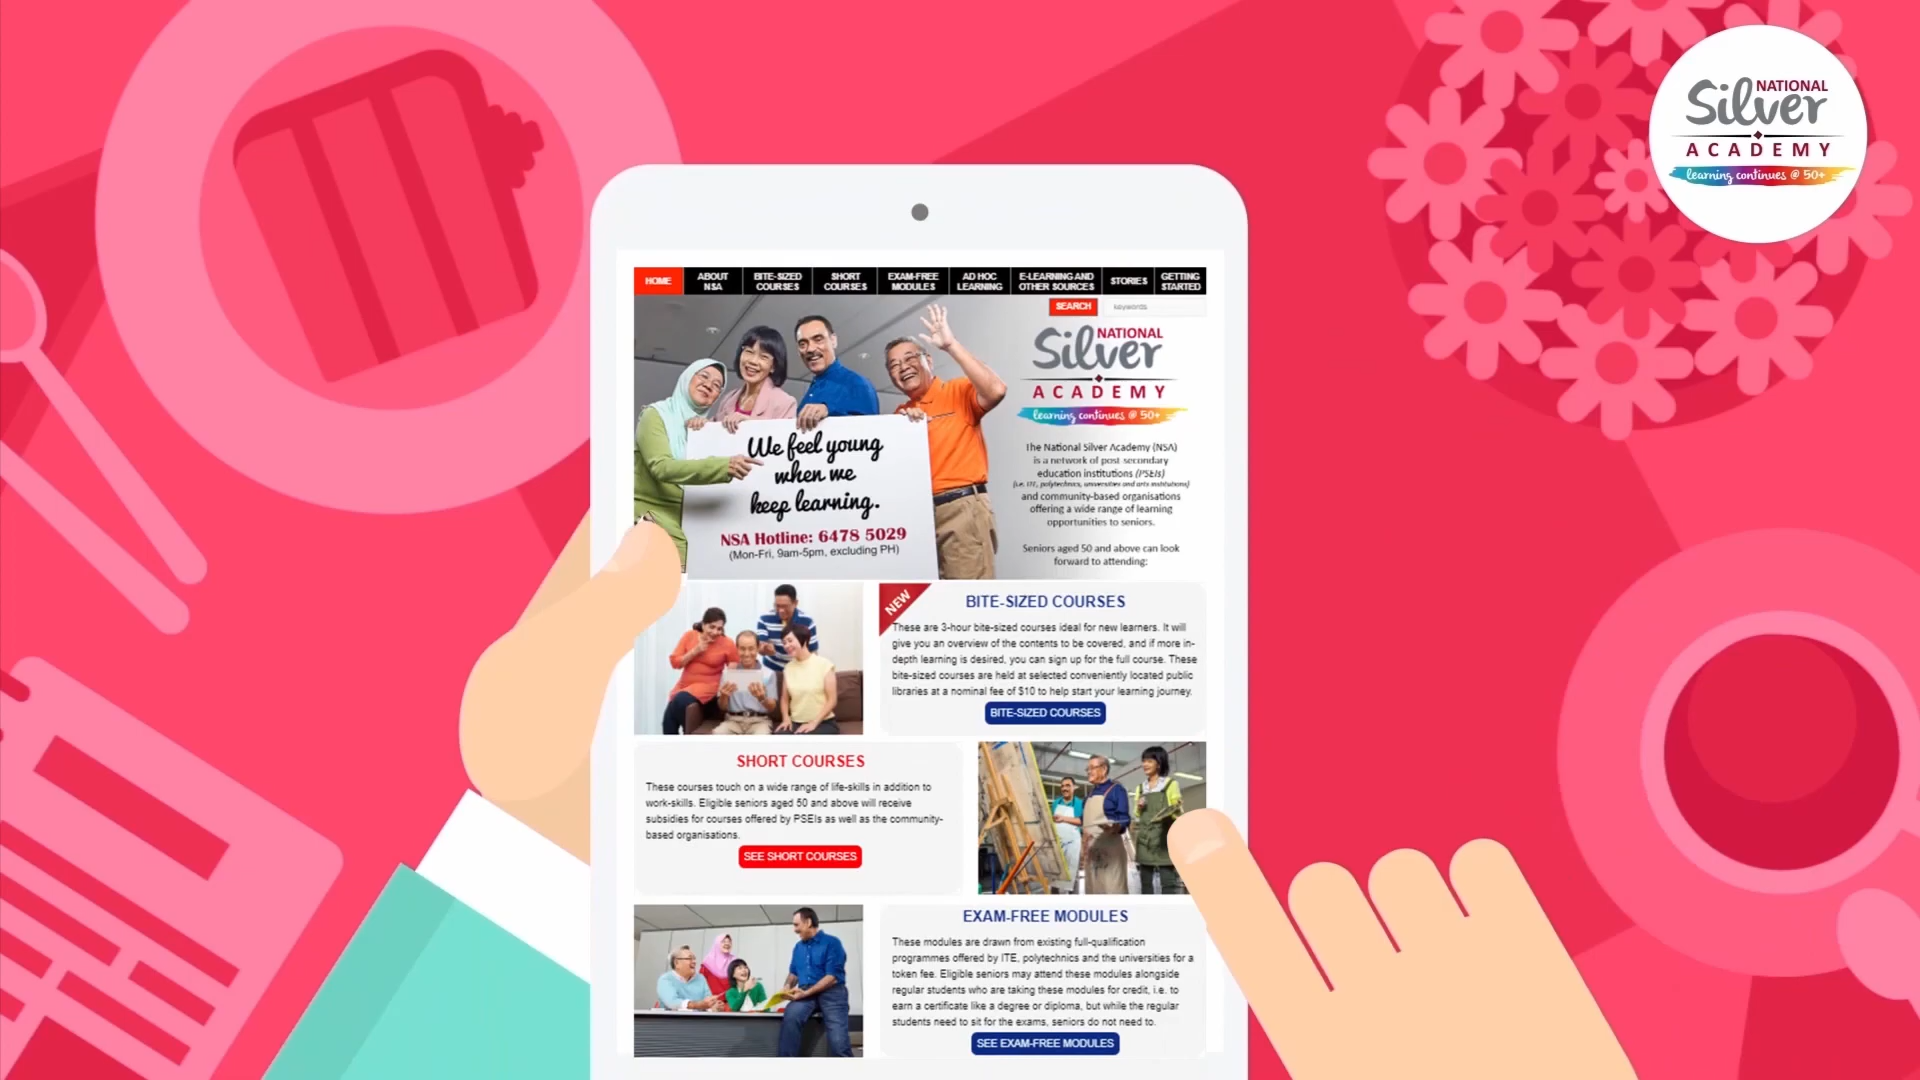 NATIONAL
Silver
ACADEMY
learning continues @ 50+
HOME
ABOUT
NSA
BITE-SIZED
COURSES
SHORT
COURSES
EXAM-FREE
MODULES
AD HOC
LEARNING
E-LEARNING AND
OTHER SOURCES
STORIES
GETTING
STARTED
SEARCH
keywords
NATIONAL
Silver
ACADEMY
learning continues @ 50+
The National Silver Academy (NSA)
is a network of post secondary
education institutions (PSEIs)
(i.e. ITE, polytechnics, universities and arts institutions)
and community-based organisations
offering a wide range of learning
opportunities to seniors.
Seniors aged 50 and above can look
forward to attending:
We feel young
when we
keep learning.
NSA Hotline: 6478 5029
(Mon-Fri, 9am-5pm, excluding PH)
NEW
BITE-SIZED COURSES
These are 3-hour bite-sized courses ideal for new learners. It will
give you an overview of the contents to be covered, and if more in-
depth learning is desired, you can sign up for the full course. These
bite-sized courses are held at selected conveniently located public
libraries at a nominal fee of $10 to help start your learning journey.
BITE-SIZED COURSES
SHORT COURSES
These courses touch on a wide range of life-skills in addition to
work-skills. Eligible seniors aged 50 and above will receive
subsidies for courses offered by PSEIs as well as the community-
based organisations.
SEE SHORT COURSES
EXAM-FREE MODULES
These modules are drawn from existing full-qualification
programmes offered by ITE, polytechnics and the universities for a
token fee. Eligible seniors may attend these modules alongside
regular students who are taking these modules for credit, i.e. to
earn a certificate like a degree or diploma, but while the regular
students need to sit for the exams, seniors do not need to.
SEE EXAM-FREE MODULES